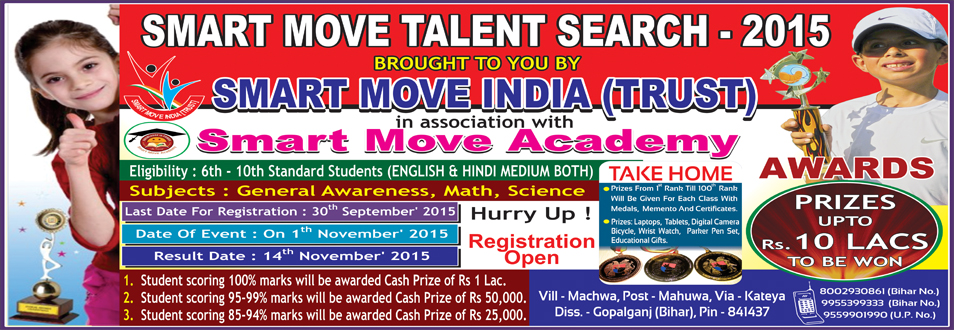 SMART MOVE TALENT SEARCH - 2015
BROUGHT TO YOU BY
SMART MOVE INDIA (TRUST)
SMART MOVE INDIA (TRUST)
in association with
Smart Move Academy
Eligibility : 6th - 10th Standard Students (ENGLISH & HINDI MEDIUM BOTH)
Subjects : General Awareness, Math, Science
Last Date For Registration : 30th September' 2015
Date Of Event : On 1th November' 2015
Result Date : 14th November' 2015
Hurry Up !
Registration
Open
TAKE HOME
Prizes From 1st Rank Till 100th Rank
Will Be Given For Each Class With
Medals, Memento And Certificates.
Prizes: Laptops, Tablets, Digital Camera
Bicycle, Wrist Watch, Parker Pen Set,
Educational Gifts.
AWARDS
PRIZES
UPTO
Rs. 10 LACS
TO BE WON
1. Student scoring 100% marks will be awarded Cash Prize of Rs 1 Lac.
2. Student scoring 95-99% marks will be awarded Cash Prize of Rs 50,000.
3. Student scoring 85-94% marks will be awarded Cash Prize of Rs 25,000.
Vill - Machwa, Post - Mahuwa, Via - Kateya
Diss. - Gopalganj (Bihar), Pin - 841437
8002930861 (Bihar No.)
9955399333 (Bihar No.)
9559901990 (U.P. No.)